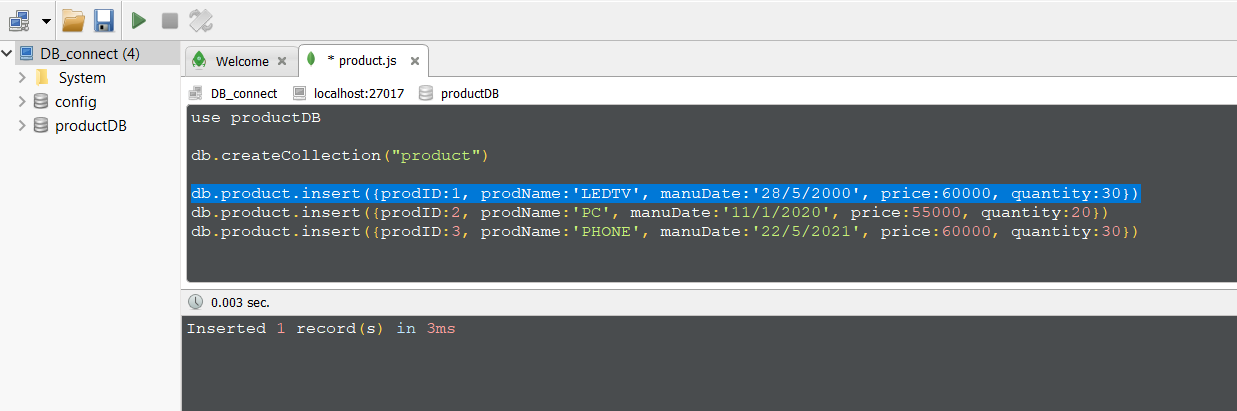 DB_connect (4)
System
config
productDB
Welcome
* product.js
DB_connect localhost:27017 productDB
use productDB
db.createCollection("product")
db.product.insert({prodID:1, prodName:'LEDTV', manuDate:'28/5/2000', price:60000, quantity:30})
db.product.insert({prodID:2, prodName:'PC', manuDate:'11/1/2020', price:55000, quantity:20})
db.product.insert({prodID:3, prodName:'PHONE', manuDate:'22/5/2021', price:60000, quantity:30})
0.003 sec.
Inserted 1 record(s) in 3ms